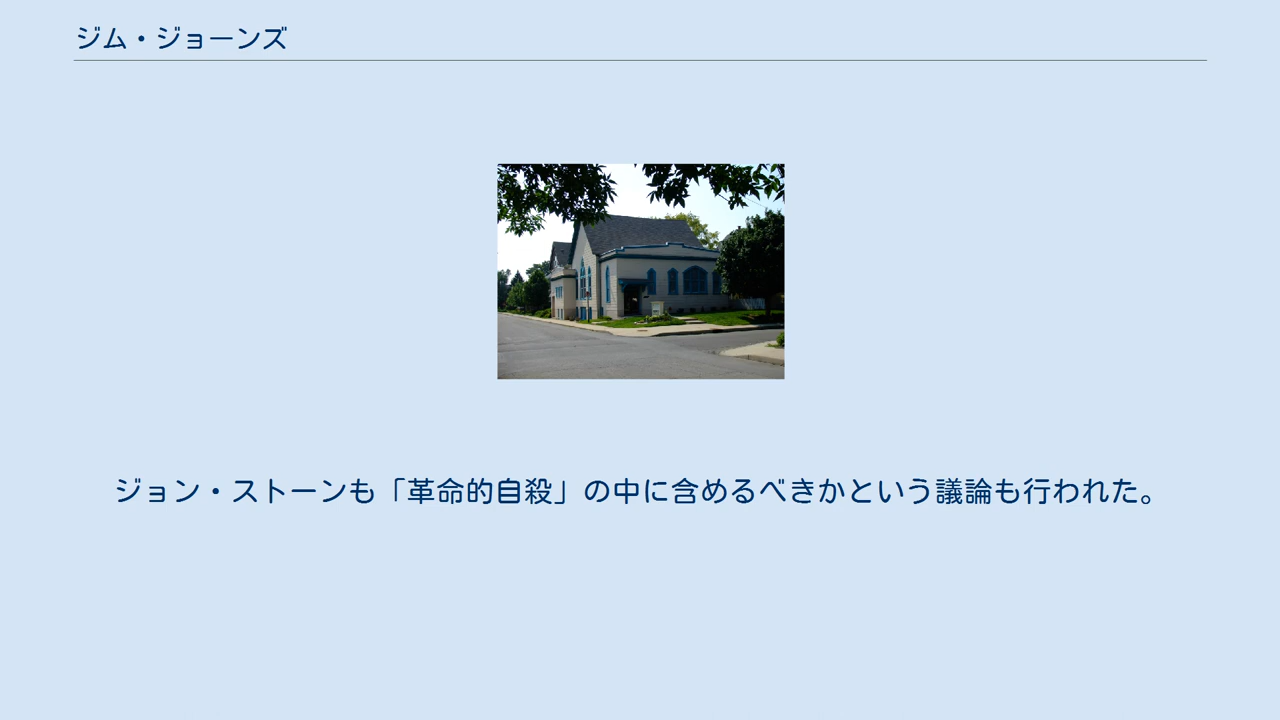 ジム・ジョーンズ
ジョン・ストーンも「革命的自殺」の中に含めるべきかという議論も行われた。